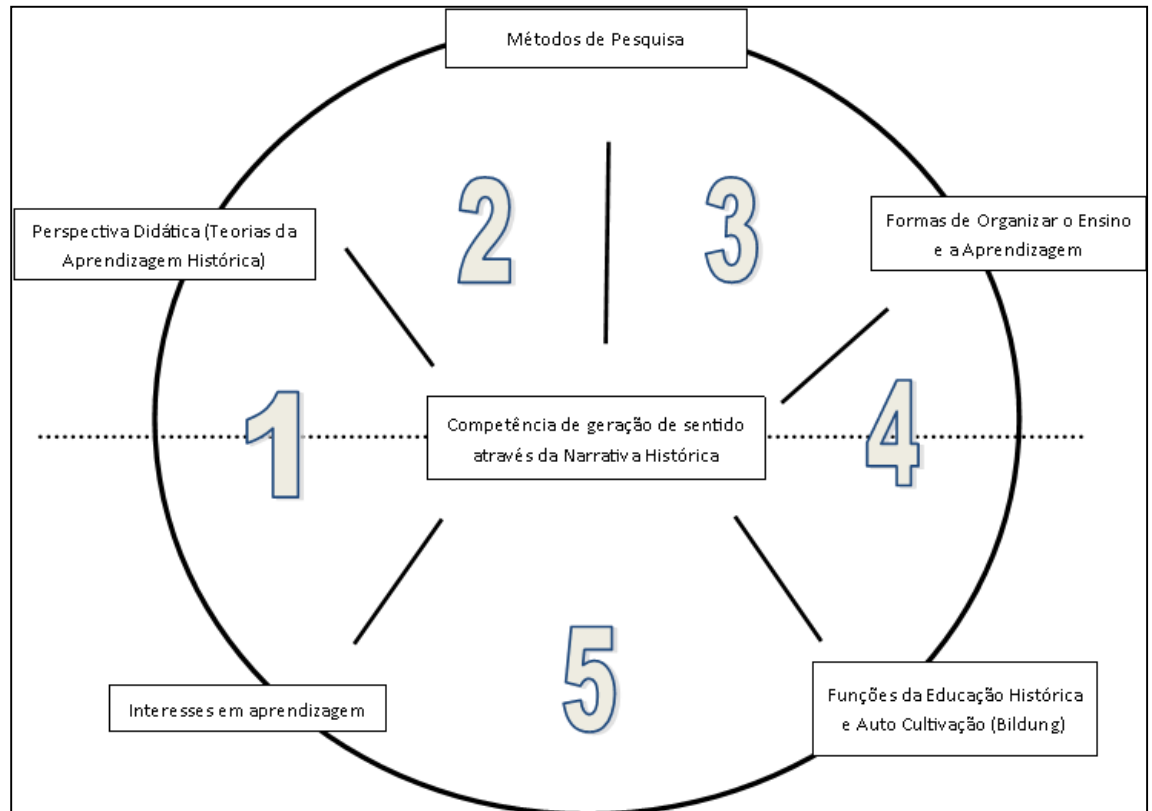 Métodos de Pesquisa
2
3
Perspectiva Didática (Teorias da
Aprendizagem Histórica)
Formas de Organizar o Ensino
e a Aprendizagem
1
Competência de geração de sentido
através da Narrativa Histórica
4
5
Interesses em aprendizagem
Funções da Educação Histórica
e Auto Cultivação (Bildung)